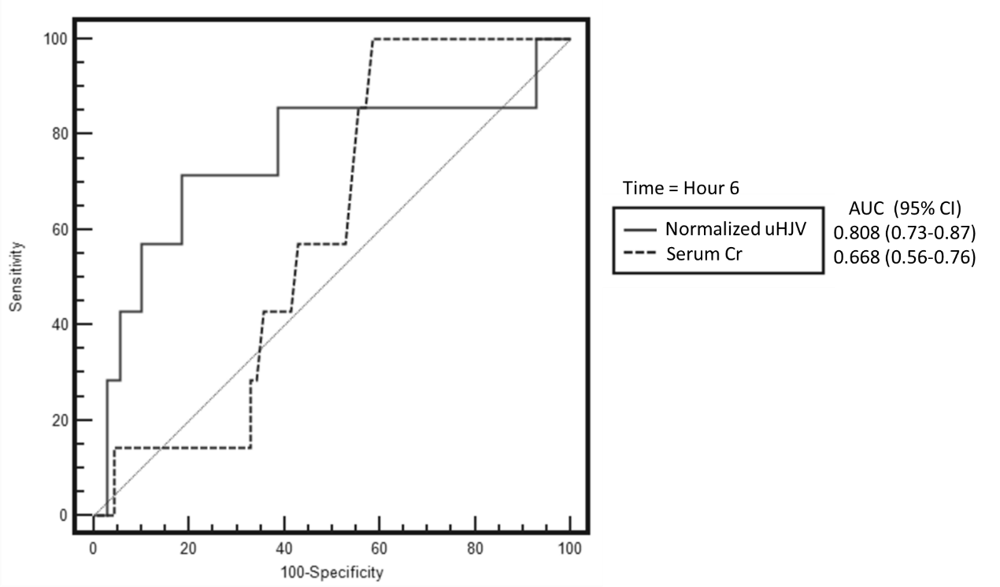 100
80
60
40
20
0
Sensitivity
0 20 40 60 80 100
100-Specificity
Time = Hour 6
AUC (95% CI)
Normalized uHJV 0.808 (0.73-0.87)
Serum Cr 0.668 (0.56-0.76)